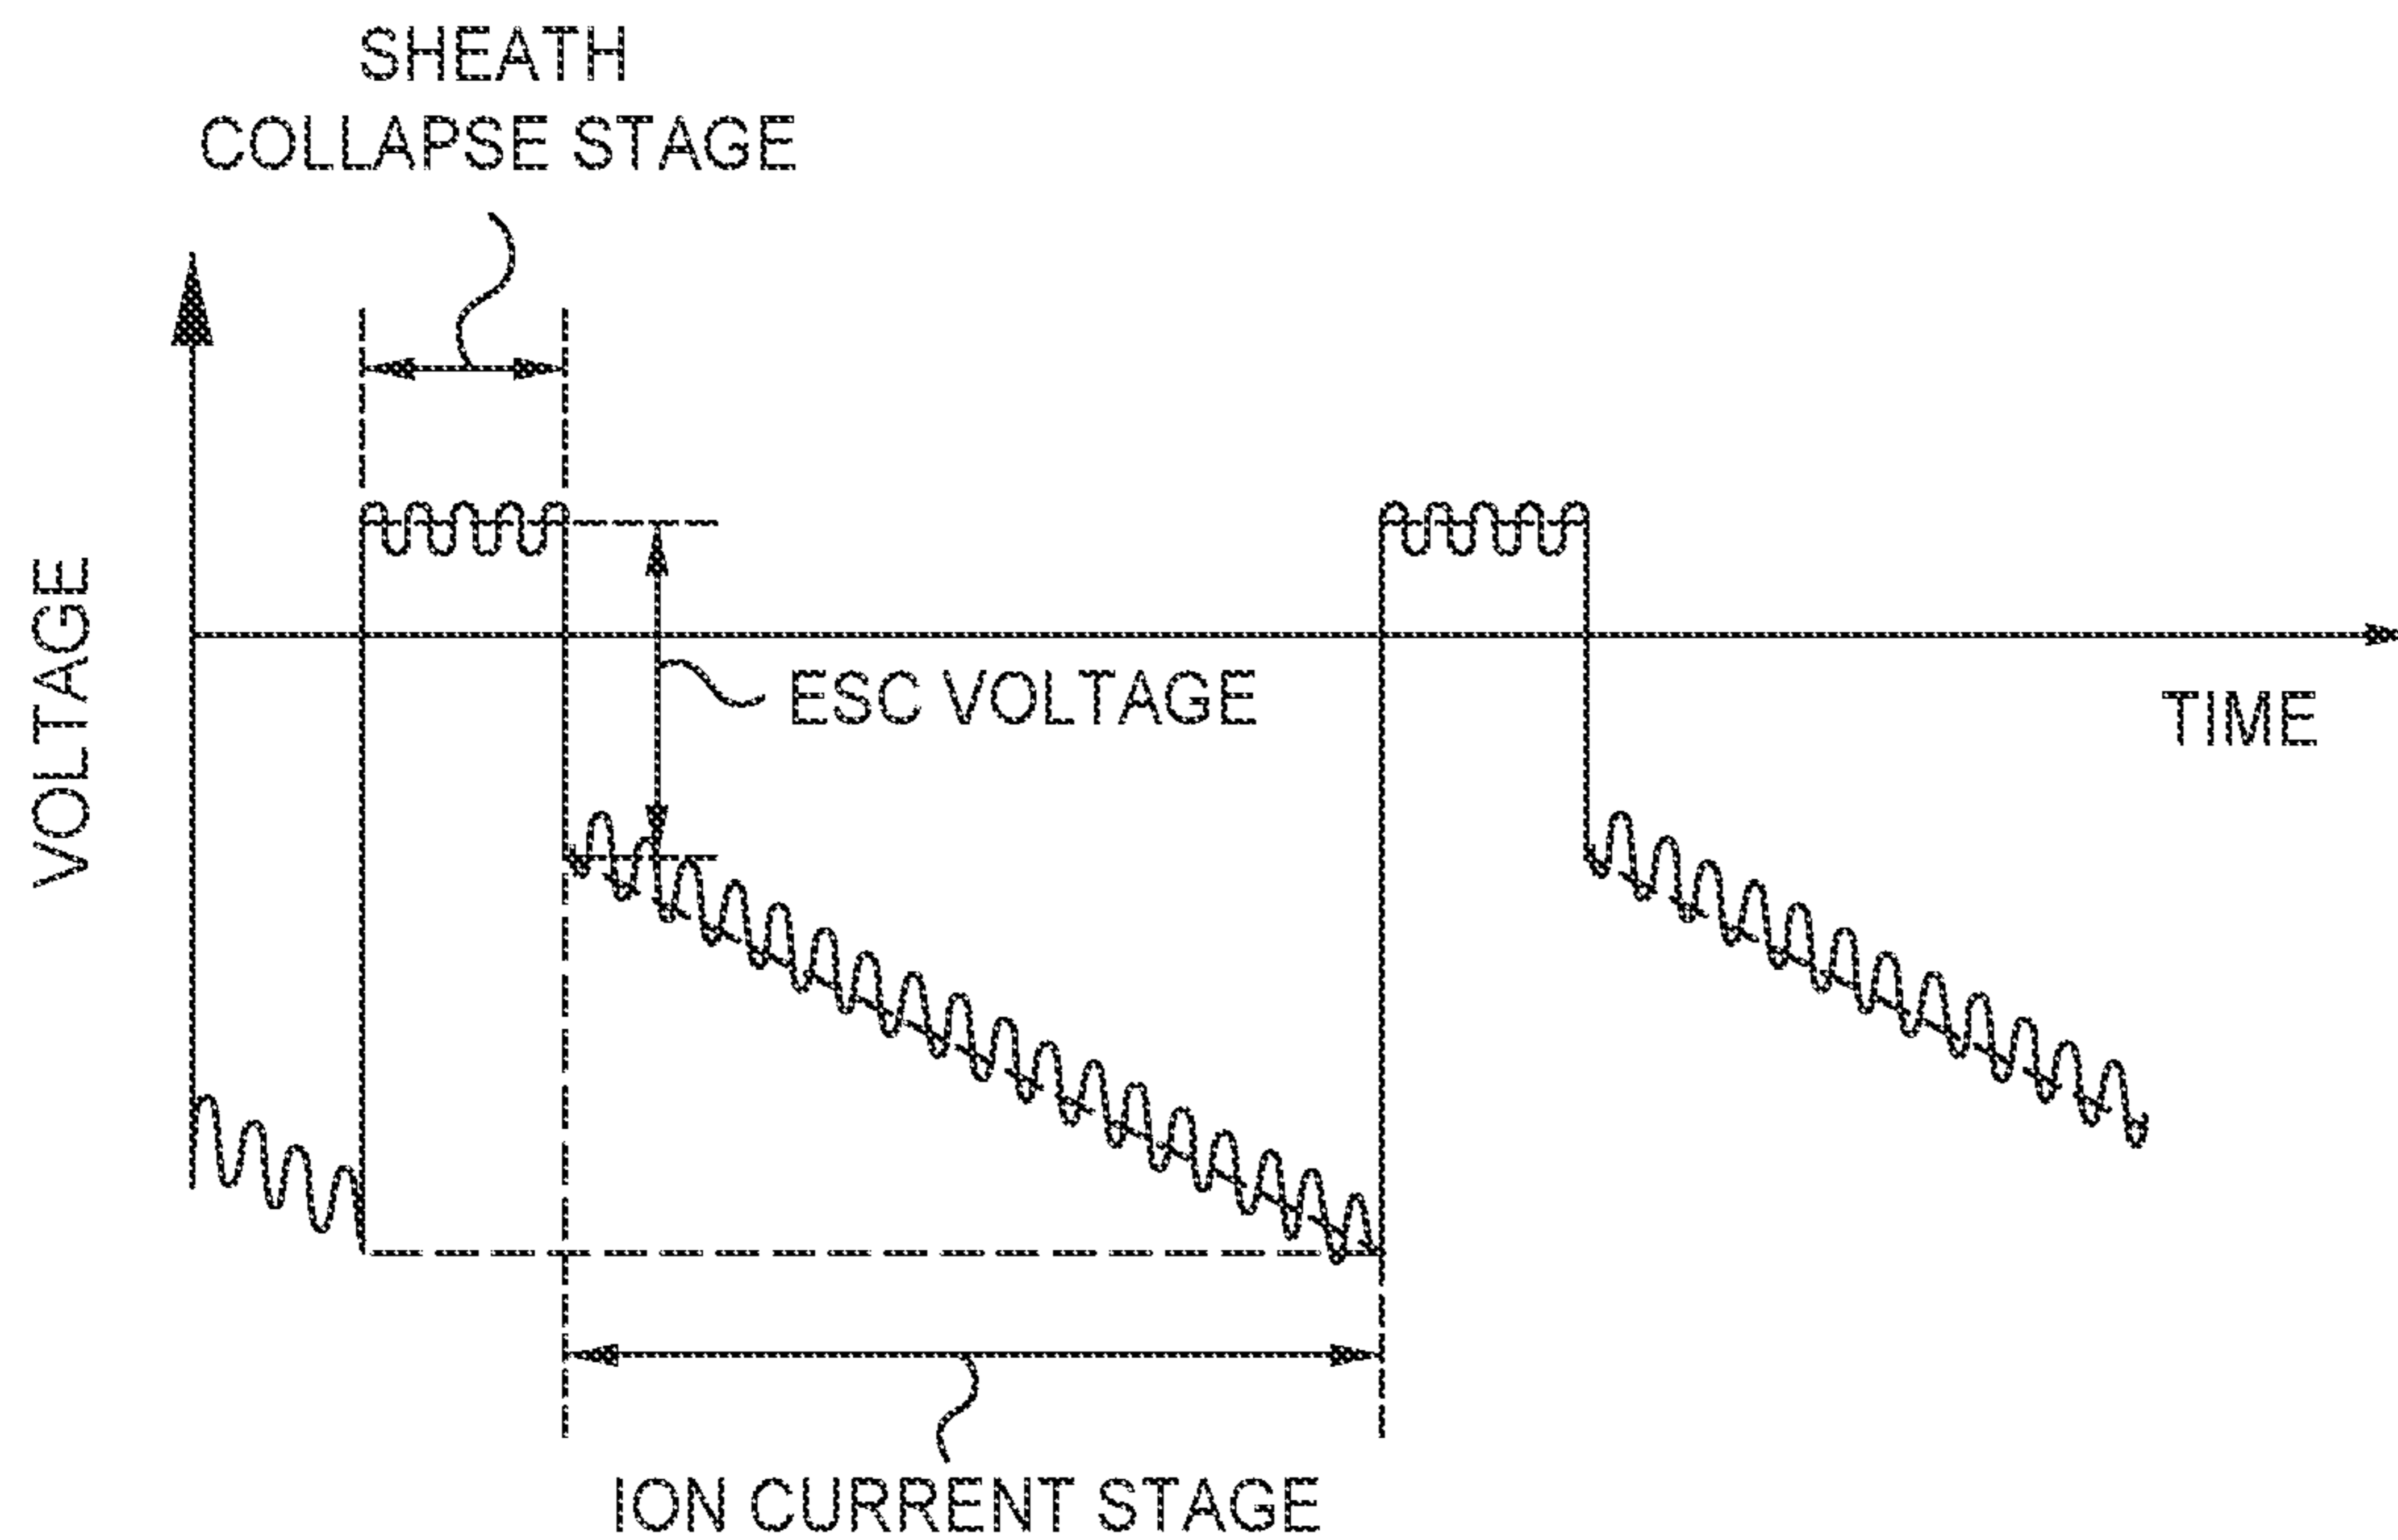 SHEATH
COLLAPSE STAGE
VOLTAGE
ESC VOLTAGE
TIME
ION CURRENT STAGE